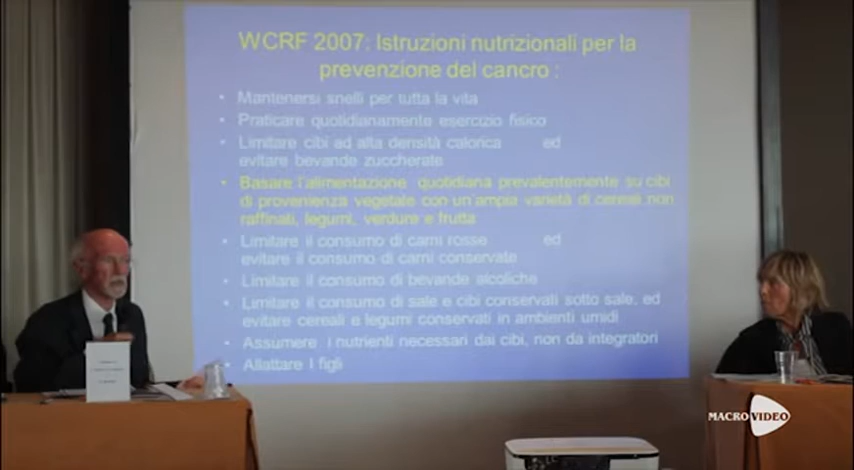 WCRF 2007: Istruzioni nutrizionali per la
prevenzione del cancro :
• Mantenersi snelli per tutta la vita
• Praticare quotidianamente esercizio fisico
• Limitare cibi ad alta densità calorica ed
evitare bevande zuccherate
• Basare l'alimentazione quotidiana prevalentemente su cibi
di provenienza vegetale con un'ampia varietà di cereali non
raffinati, legumi, verdura e frutta
• Limitare il consumo di carni rosse ed
evitare il consumo di carni conservate
• Limitare il consumo di bevande alcoliche
• Limitare il consumo di sale e cibi conservati sotto sale, ed
evitare cereali e legumi conservati in ambienti umidi
• Assumere i nutrienti necessari dai cibi, non da integratori
• Allattare I figli
MACRO VIDEO